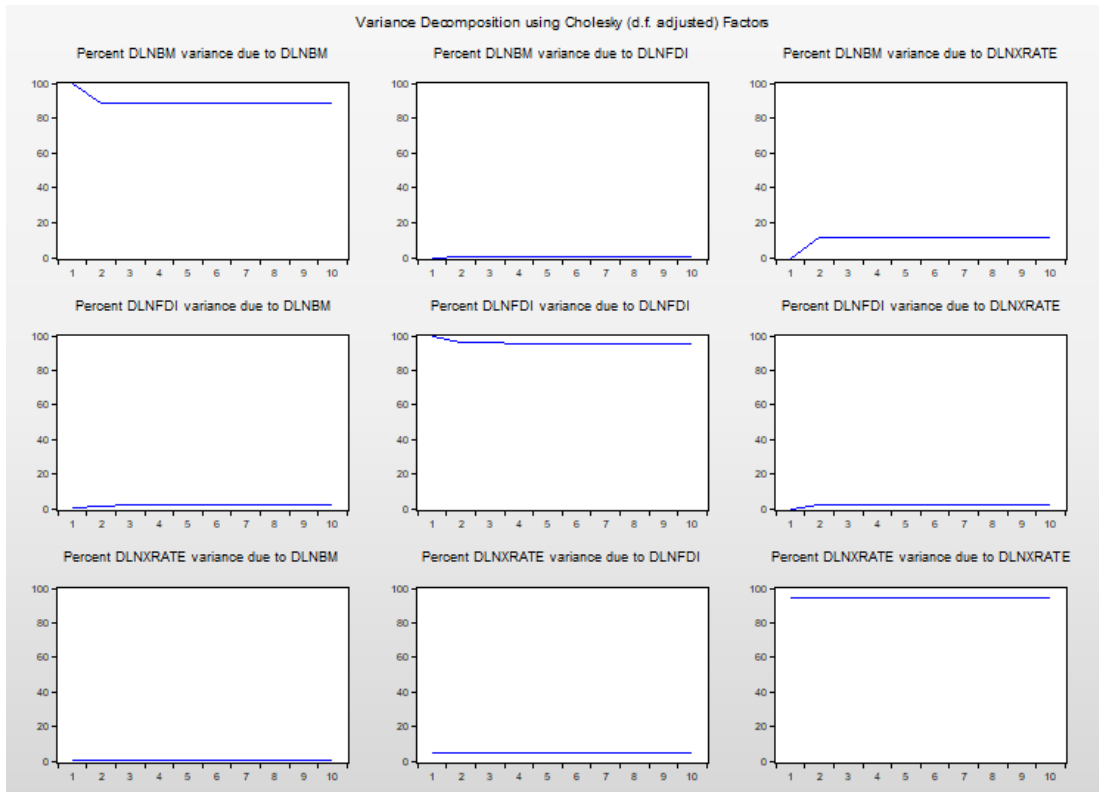 Variance Decomposition using Cholesky (d.f. adjusted) Factors
Percent DLNBM variance due to DLNBM
100
80
60
40
20
0
1 2 3 4 5 6 7 8 9 10
Percent DLNBM variance due to DLNFDI
100
80
60
40
20
0
1 2 3 4 5 6 7 8 9 10
Percent DLNBM variance due to DLNXRATE
100
80
60
40
20
0
1 2 3 4 5 6 7 8 9 10
Percent DLNFDI variance due to DLNBM
100
80
60
40
20
0
1 2 3 4 5 6 7 8 9 10
Percent DLNFDI variance due to DLNFDI
100
80
60
40
20
0
1 2 3 4 5 6 7 8 9 10
Percent DLNFDI variance due to DLNXRATE
100
80
60
40
20
0
1 2 3 4 5 6 7 8 9 10
Percent DLNXRATE variance due to DLNBM
100
80
60
40
20
0
1 2 3 4 5 6 7 8 9 10
Percent DLNXRATE variance due to DLNFDI
100
80
60
40
20
0
1 2 3 4 5 6 7 8 9 10
Percent DLNXRATE variance due to DLNXRATE
100
80
60
40
20
0
1 2 3 4 5 6 7 8 9 10